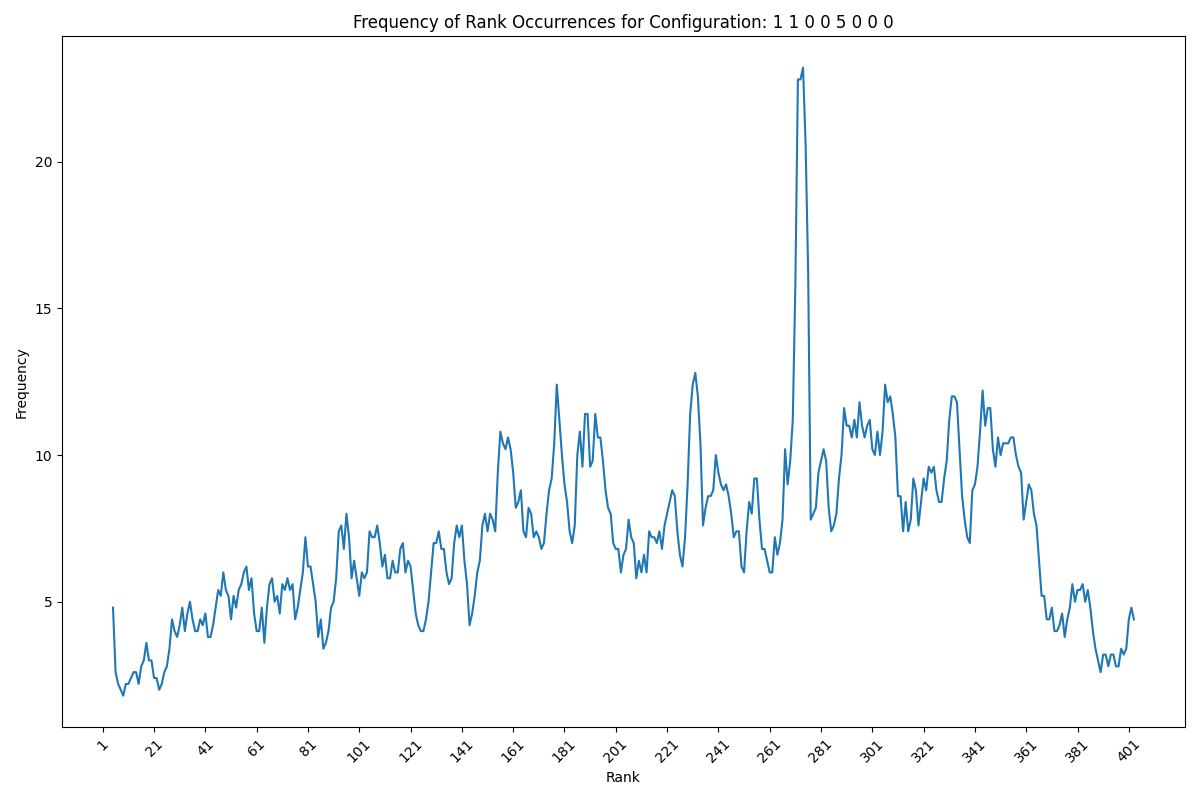 Frequency of Rank Occurrences for Configuration: 1 1 0 0 5 0 0 0
Frequency
20
15
10
5
1 21 41 61 81 101 121 141 161 181 201 221 241 261 281 301 321 341 361 381 401
Rank